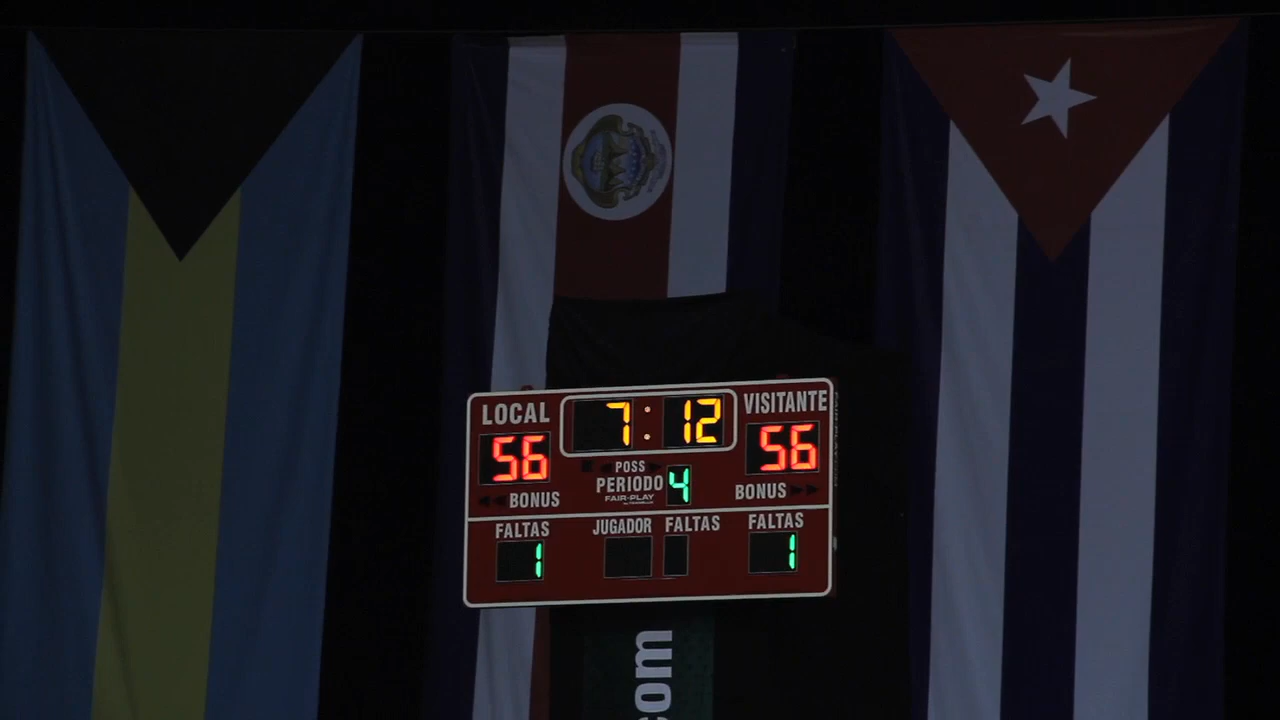 LOCAL
7:12
VISITANTE
56
56
POSS
PERIODO 4
FAIR-PLAY
BONUS
BONUS
FALTAS
JUGADOR
FALTAS
FALTAS
1
1
.com